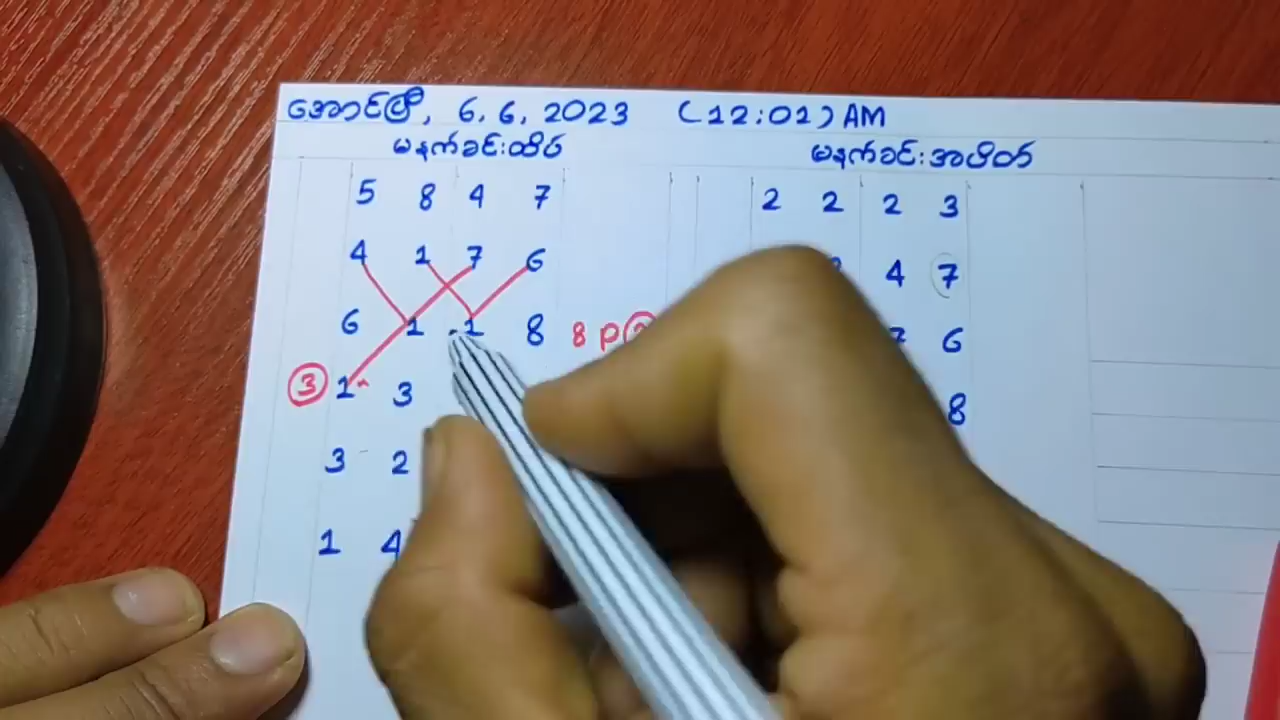 အောင်ဖြိုး, 6, 6, 2023 (12:01) AM
မနက်ခင်းထိပ် မနက်ခင်းအပိတ်
5 8 4 7 2 2 2 3
4 1 7 6 4 7
6 1 1 8 8 P 6
3 1 3 8
3 2
1 4